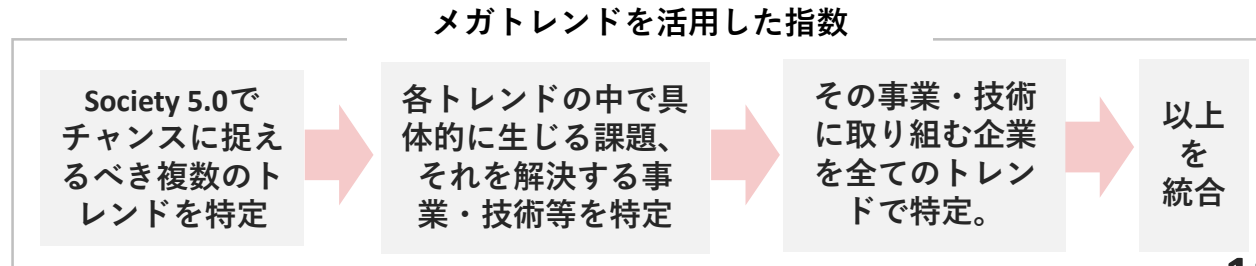 メガトレンドを活用した指数
Society 5.0で
チャンスに捉え
るべき複数のト
レンドを特定
各トレンドの中で具
体的に生じる課題、
それを解決する事
業・技術等を特定
その事業・技術
に取り組む企業
を全てのトレン
ドで特定。
以上
を
統合